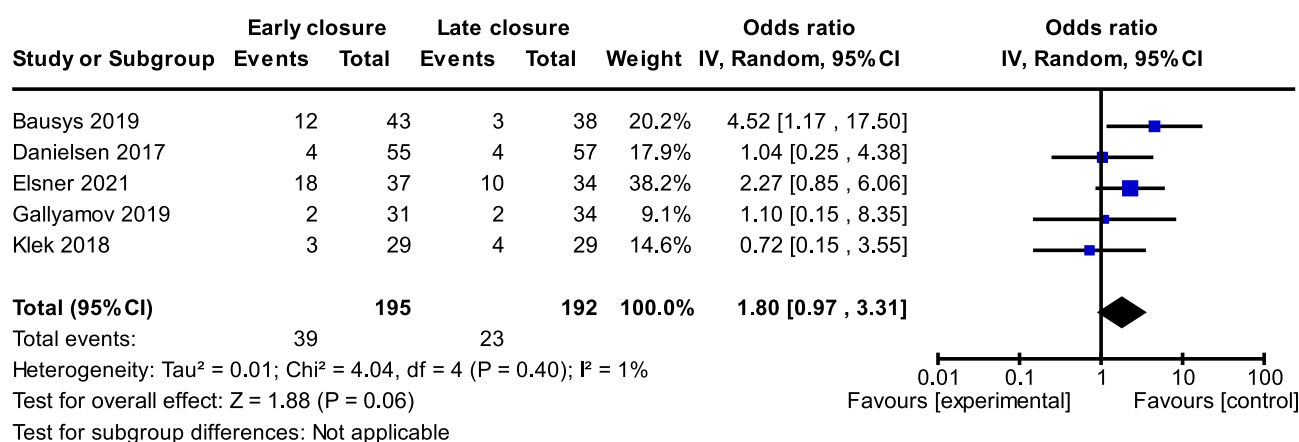 Early closure Late closure Odds ratio Odds ratio
Study or Subgroup Events Total Events Total Weight IV, Random, 95%CI IV, Random, 95%CI
Bausys 2019 12 43 3 38 20.2% 4.52 [1.17 , 17.50]
Danielsen 2017 4 55 4 57 17.9% 1.04 [0.25 , 4.38]
Elsner 2021 18 37 10 34 38.2% 2.27 [0.85 , 6.06]
Gallyamov 2019 2 31 2 34 9.1% 1.10 [0.15 , 8.35]
Klek 2018 3 29 4 29 14.6% 0.72 [0.15 , 3.55]
Total (95%CI) 195 192 100.0% 1.80 [0.97 , 3.31]
Total events: 39 23
Heterogeneity: Tau² = 0.01; Chi² = 4.04, df = 4 (P = 0.40); I² = 1%
0.01 0.1 1 10 100
Test for overall effect: Z = 1.88 (P = 0.06)
Favours [experimental] Favours [control]
Test for subgroup differences: Not applicable